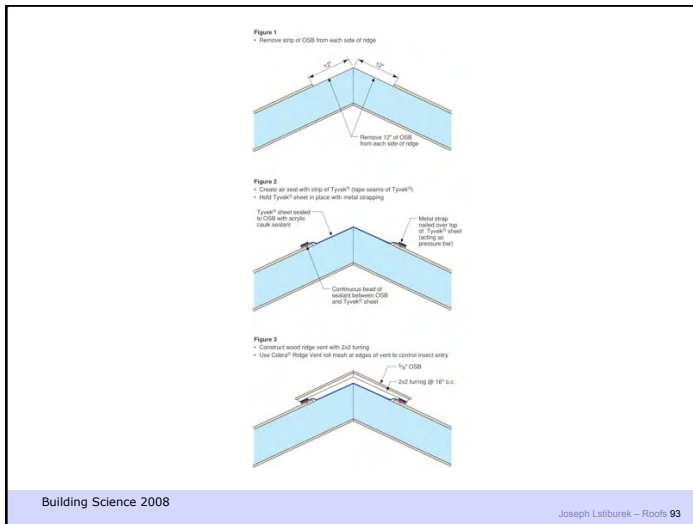 Figure 1
• Remove strip of OSB from each side of ridge
12"
12"
Remove 12" of OSB
from each side of ridge
Figure 2
• Create air seal with strip of Tyvek® (tape seams of Tyvek®)
• Hold Tyvek® sheet in place with metal strapping
Tyvek® sheet sealed
to OSB with acrylic
caulk sealant
Metal strap
nailed over top
of Tyvek® sheet
(acting as
pressure bar)
Continuous bead of
sealant between OSB
and Tyvek® sheet
Figure 3
• Construct wood ridge vent with 2x2 furring
• Use Cobra® Ridge Vent roll mesh at edges of vent to control insect entry
5/8" OSB
2x2 furring @ 16" o.c.
Building Science 2008
Joseph Lstiburek – Roofs 93